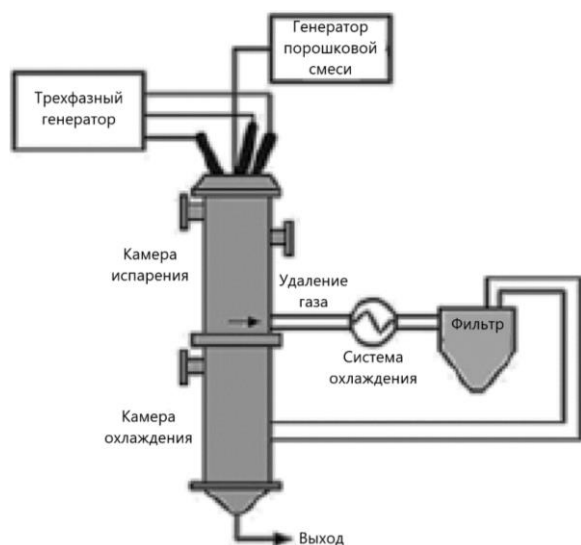 Генератор
порошковой
смеси
Трехфазный
генератор
Камера
испарения
Удаление
газа
Фильтр
Система
охлаждения
Камера
охлаждения
Выход